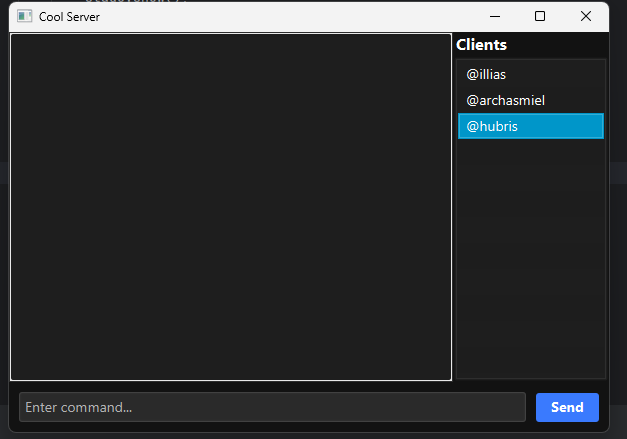 Cool Server
Clients
@illias
@archasmiel
@hubris
Enter command...
Send